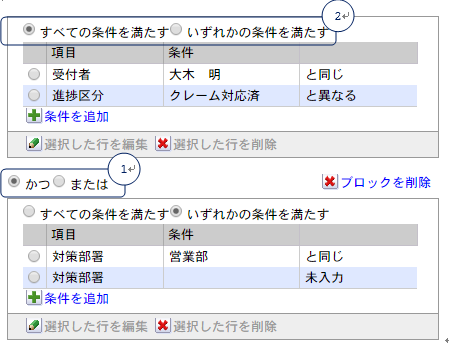 2
すべての条件を満たす いずれかの条件を満たす
項目 条件
受付者 大木 明 と同じ
進捗区分 クレーム対応済 と異なる
条件を追加
選択した行を編集 選択した行を削除
1
かつ または ブロックを削除
すべての条件を満たす いずれかの条件を満たす
項目 条件
対策部署 営業部 と同じ
対策部署 未入力
条件を追加
選択した行を編集 選択した行を削除